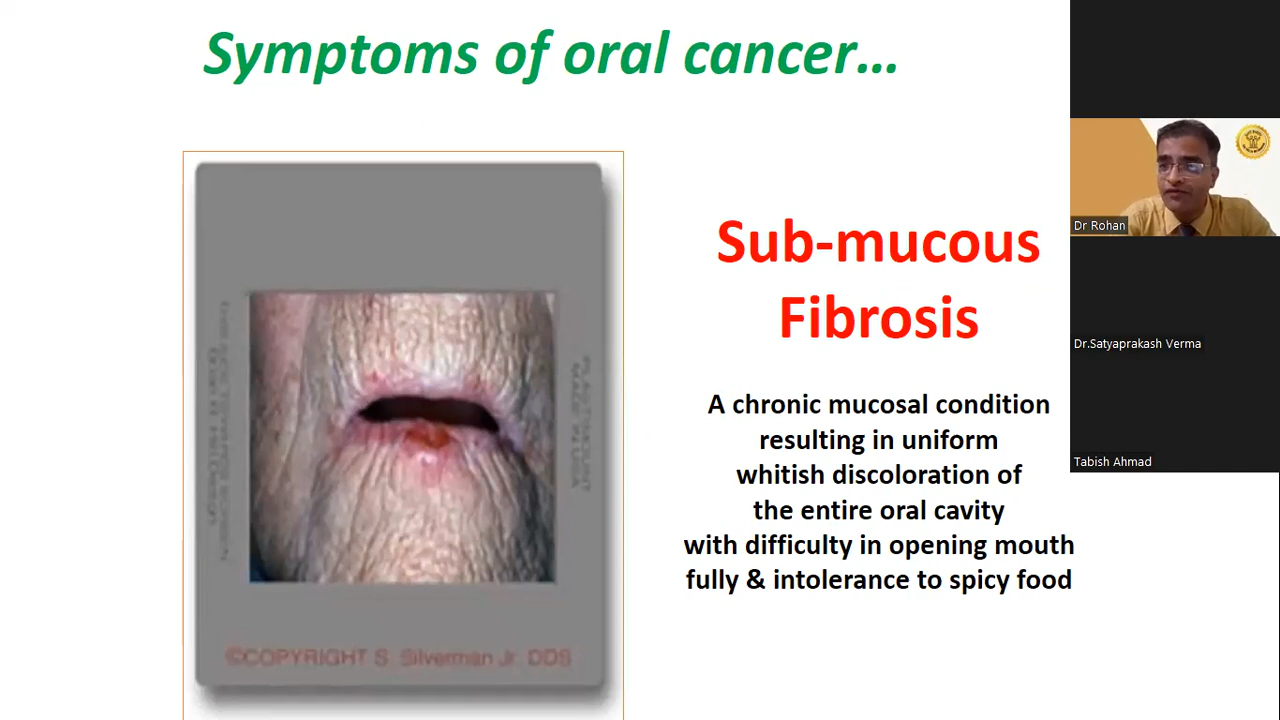 Symptoms of oral cancer...
Sub-mucous
Fibrosis
A chronic mucosal condition
resulting in uniform
whitish discoloration of
the entire oral cavity
with difficulty in opening mouth
fully & intolerance to spicy food
©COPYRIGHT S. Silverman Jr. DDS
Dr Rohan
Dr.Satyaprakash Verma
Tabish Ahmad